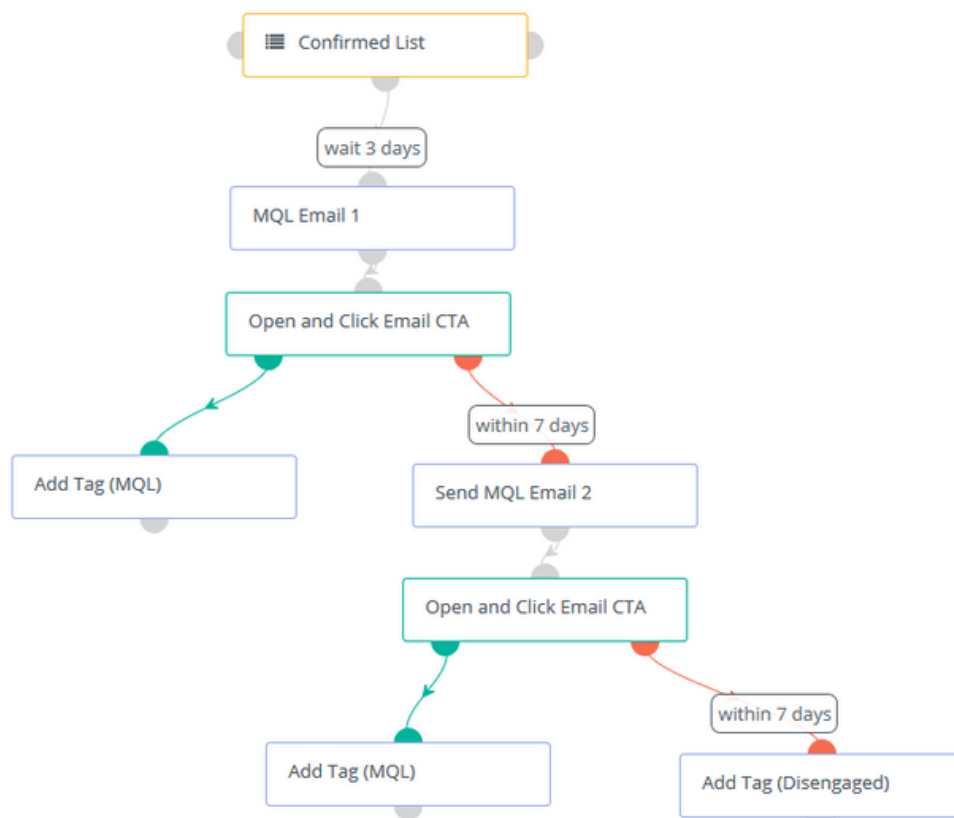 Confirmed List
wait 3 days
MQL Email 1
Open and Click Email CTA
within 7 days
Add Tag (MQL)
Send MQL Email 2
Open and Click Email CTA
within 7 days
Add Tag (MQL)
Add Tag (Disengaged)